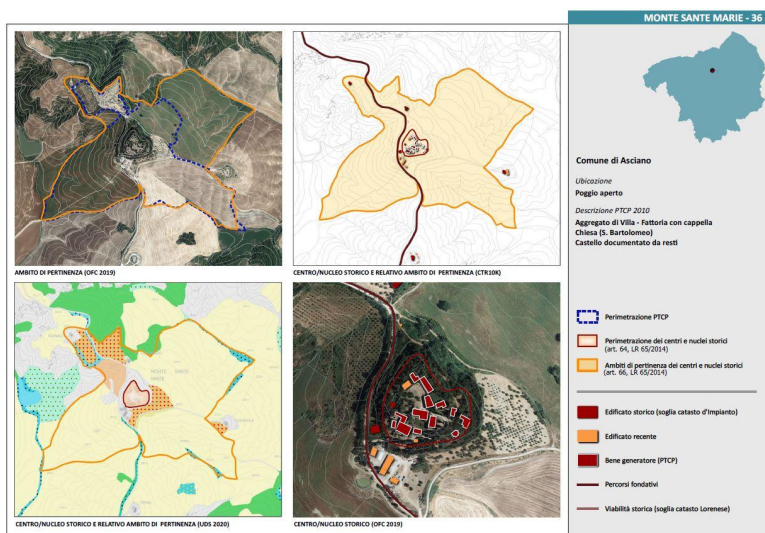 MONTE SANTE MARIE - 36
AMBITO DI PERTINENZA (OFC 2019)
CENTRO/NUCLEO STORICO E RELATIVO AMBITO DI PERTINENZA (CTR10K)
MONTE
SANTE
MARIE
CENTRO/NUCLEO STORICO E RELATIVO AMBITO DI PERTINENZA (UDS 2020)
CENTRO/NUCLEO STORICO (OFC 2019)
Comune di Asciano
Ubicazione
Poggio aperto
Descrizione PTCP 2010
Aggregato di Villa - Fattoria con cappella
Chiesa (S. Bartolomeo)
Castello documentato da resti
Perimetrazione PTCP
Perimetrazione dei centri e nuclei storici
(art. 64, LR 65/2014)
Ambiti di pertinenza dei centri e nuclei storici
(art. 66, LR 65/2014)
Edificato storico (soglia catasto d'Impianto)
Edificato recente
Bene generatore (PTCP)
Percorsi fondativi
Viabilità storica (soglia catasto Lorenese)